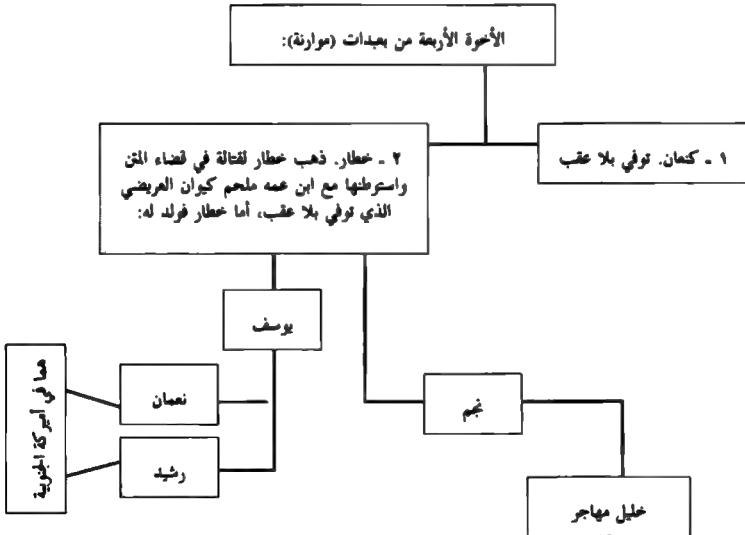 الأخوة الأربعة من بعبدات (موارنة):
١ ـ كنعان. توفي بلا عقب
٢ ـ خطار. ذهب خطار لقتالة في قضاء المتن
واستوطنها مع ابن عمه ملحم كيوان العريضي
الذي توفي بلا عقب، أما خطار فولد له:
يوسف
نجم
نعمان
رشيد
هما في أميركة الجنوبية
خليل مهاجر